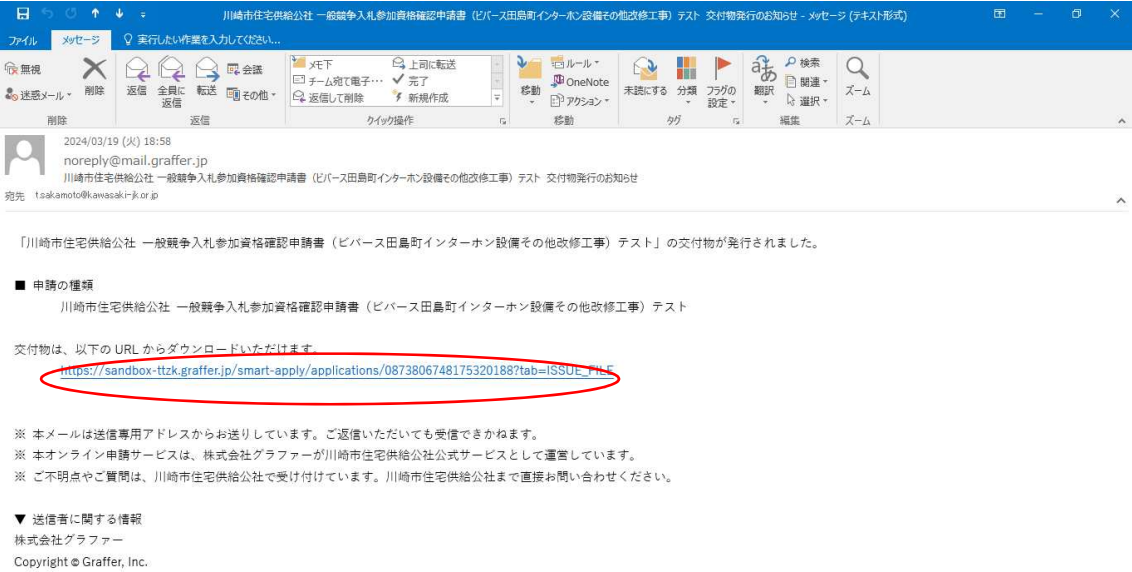 川崎市住宅供給公社 一般競争入札参加資格確認申請書（ビバース田島町インターホン設備その他改修工事）テスト 交付物発行のお知らせ - メッセージ (テキスト形式)
ファイル メッセージ 実行したい作業を入力してください...
無視
迷惑メール
削除
返信 全員に返信 転送
会議
その他
メモ下
チーム宛て電子…
返信して削除
上司に転送
完了
新規作成
移動
ルール
OneNote
アクション
未読にする 分類 フラグの設定
翻訳
検索
関連
選択
ズーム
削除 返信 クイック操作 移動 タグ 編集 ズーム
2024/03/19 (火) 18:58
noreply@mail.graffer.jp
川崎市住宅供給公社 一般競争入札参加資格確認申請書（ビバース田島町インターホン設備その他改修工事）テスト 交付物発行のお知らせ
宛先 t.sakamoto@kawasaki-jk.or.jp
「川崎市住宅供給公社 一般競争入札参加資格確認申請書（ビバース田島町インターホン設備その他改修工事）テスト」の交付物が発行されました。
■ 申請の種類
川崎市住宅供給公社 一般競争入札参加資格確認申請書（ビバース田島町インターホン設備その他改修工事）テスト
交付物は、以下の URL からダウンロードいただけます。
https://sandbox-ttzk.graffer.jp/smart-apply/applications/0873806748175320188?tab=ISSUE_FILE
※ 本メールは送信専用アドレスからお送りしています。ご返信いただいても受信できかねます。
※ 本オンライン申請サービスは、株式会社グラファーが川崎市住宅供給公社公式サービスとして運営しています。
※ ご不明点やご質問は、川崎市住宅供給公社で受け付けています。川崎市住宅供給公社まで直接お問い合わせください。
▼ 送信者に関する情報
株式会社グラファー
Copyright © Graffer, Inc.